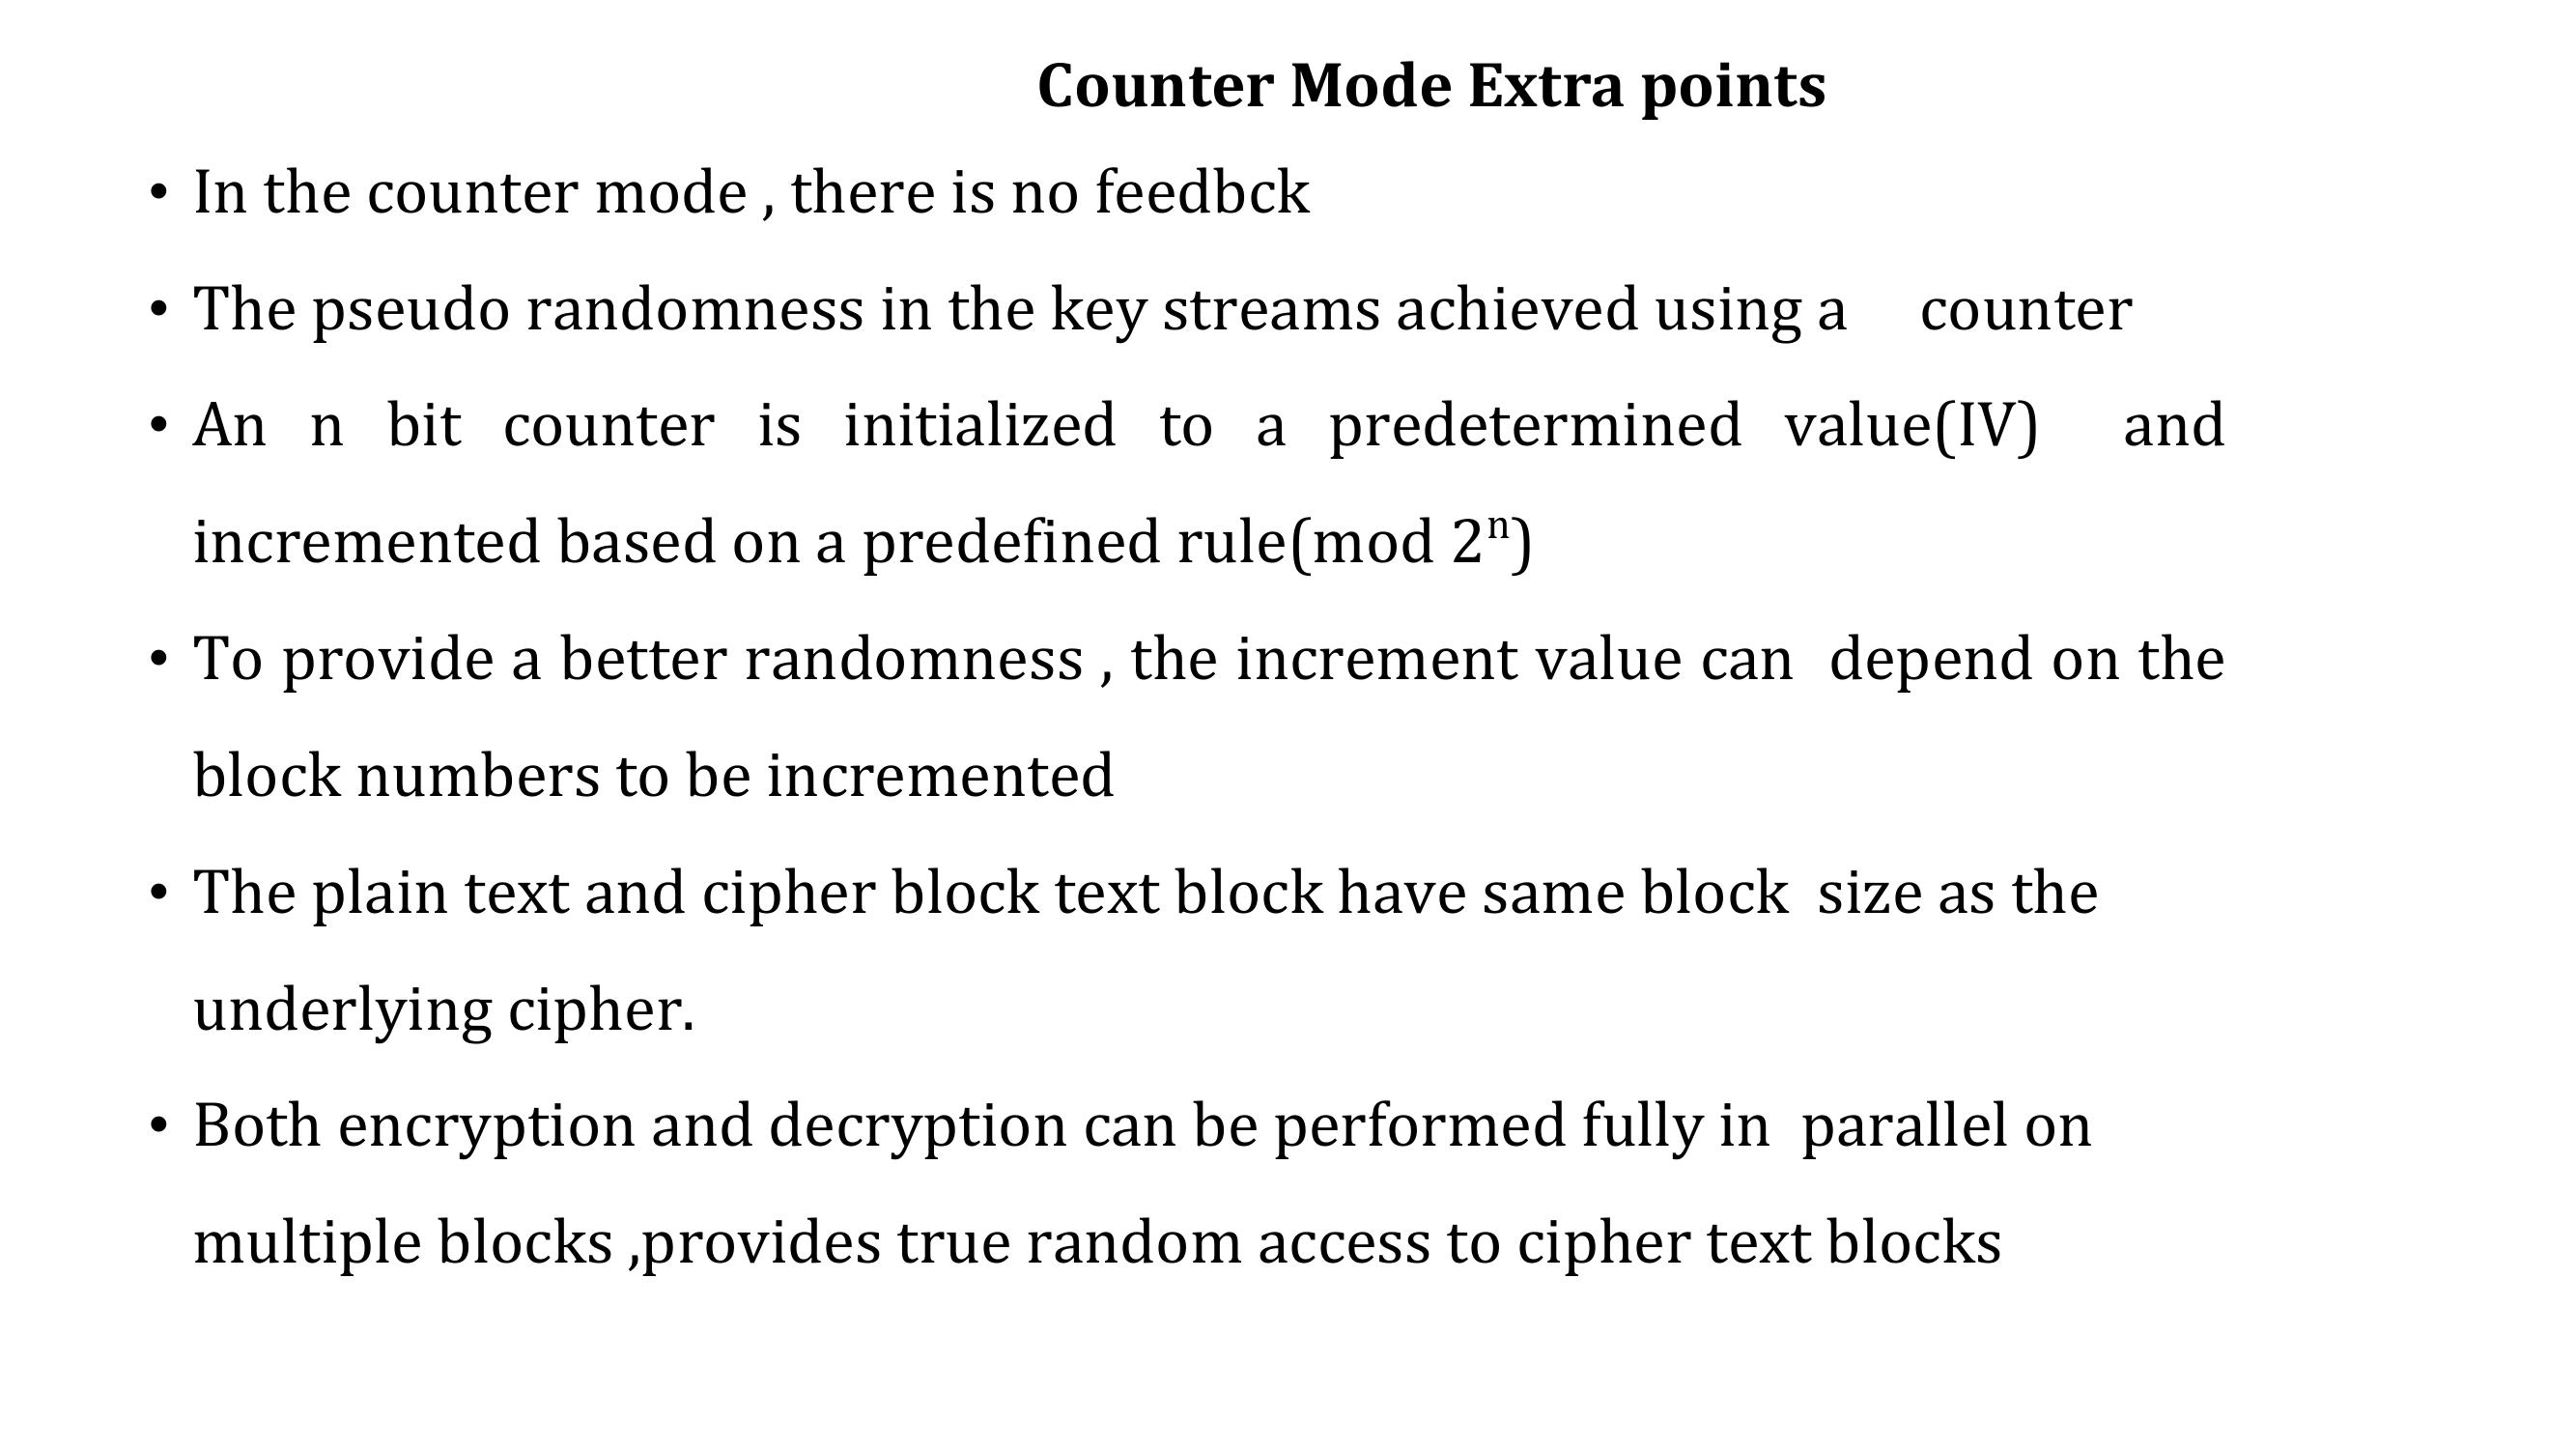 Counter Mode Extra points
• In the counter mode , there is no feedbck
• The pseudo randomness in the key streams achieved using a counter
• An n bit counter is initialized to a predetermined value(IV) and
incremented based on a predefined rule(mod 2ⁿ)
• To provide a better randomness , the increment value can depend on the
block numbers to be incremented
• The plain text and cipher block text block have same block size as the
underlying cipher.
• Both encryption and decryption can be performed fully in parallel on
multiple blocks ,provides true random access to cipher text blocks